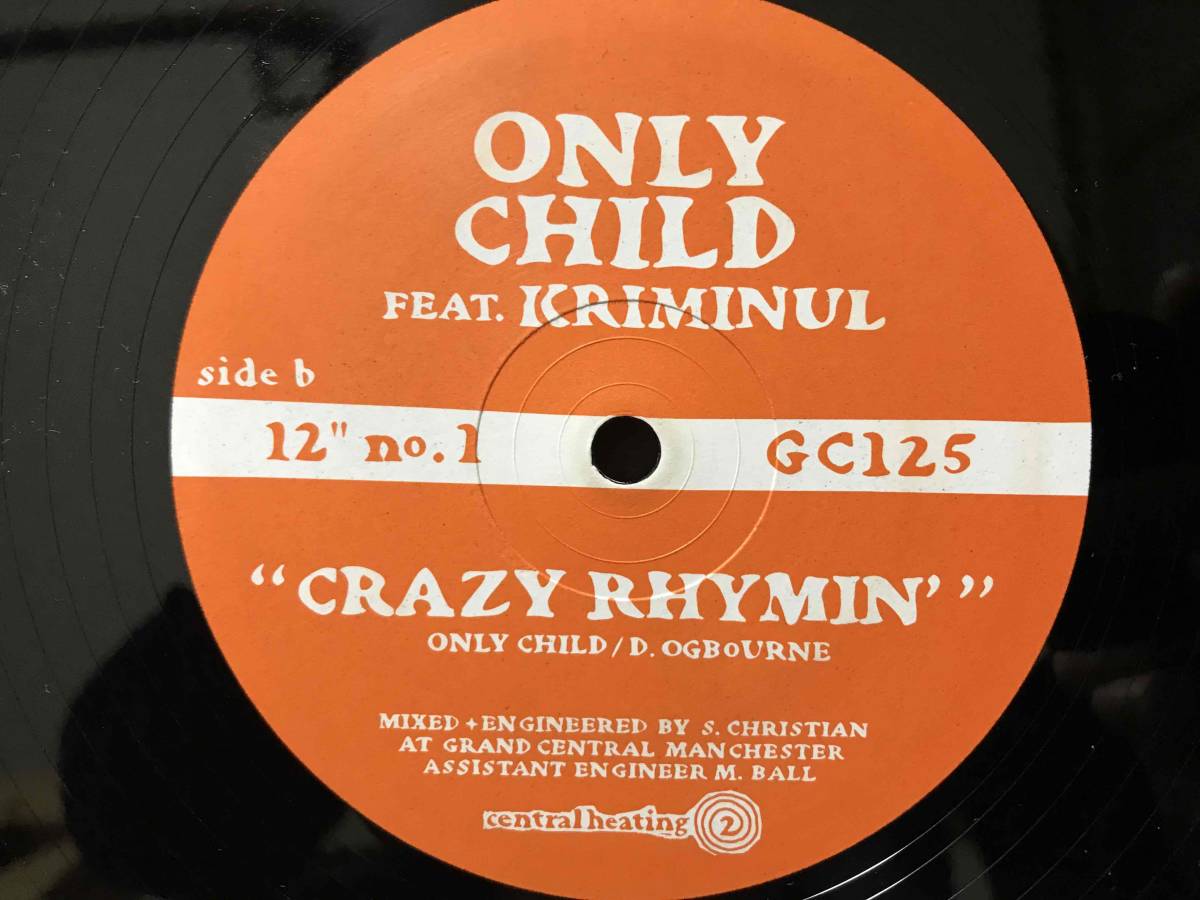 ONLY
CHILD
FEAT. KRIMINUL
side b
12" no.1 GC125
“CRAZY RHYMIN’”
ONLY CHILD/D. OGBOURNE
MIXED + ENGINEERED BY S. CHRISTIAN
AT GRAND CENTRAL MANCHESTER
ASSISTANT ENGINEER M. BALL
central heating 2